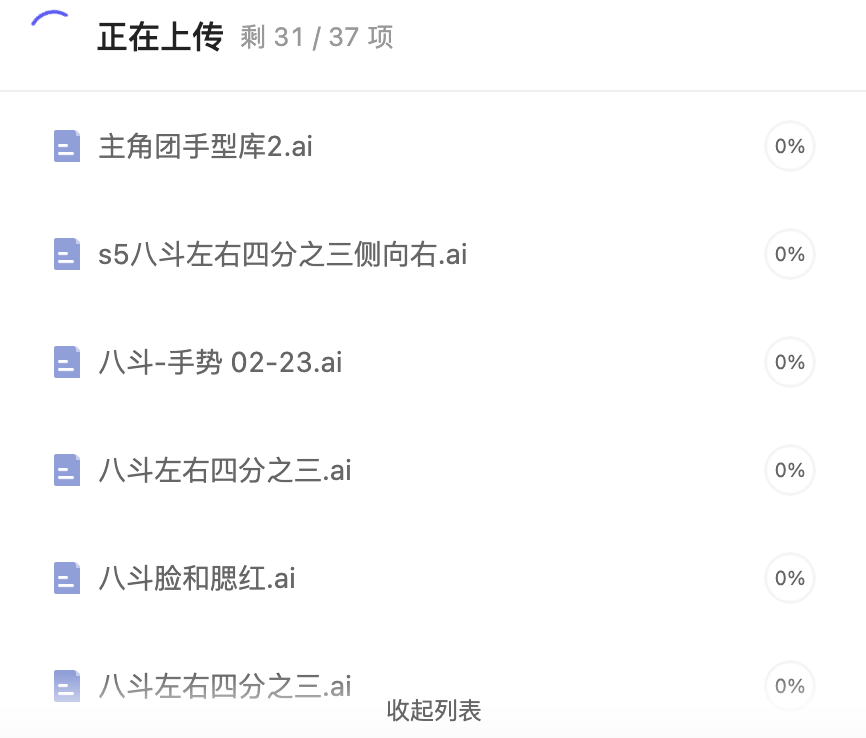 正在上传 剩 31 / 37 项
主角团手型库2.ai
0%
s5八斗左右四分之三侧向右.ai
0%
八斗-手势 02-23.ai
0%
八斗左右四分之三.ai
0%
八斗脸和腮红.ai
0%
八斗左右四分之三.ai
0%
收起列表